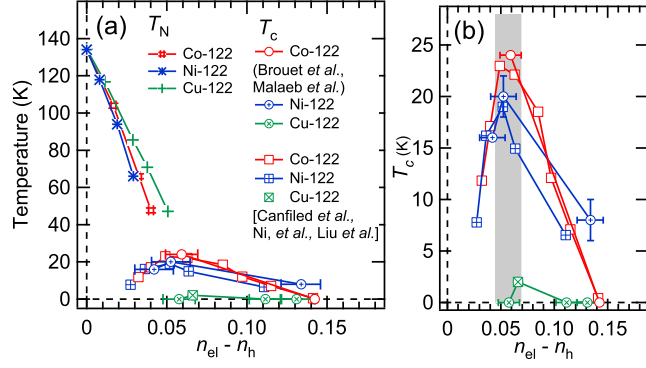 (a)
T_N
T_c
Co-122
Ni-122
Cu-122
Co-122
(Brouet et al.,
Malaeb et al.)
Ni-122
Cu-122
Co-122
Ni-122
Cu-122
[Canfiled et al.,
Ni, et al., Liu et al.]
Temperature (K)
140
120
100
80
60
40
20
0
0
0.05
0.10
0.15
n_el - n_h
(b)
T_c (K)
25
20
15
10
5
0
0
0.05
0.10
0.15
n_el - n_h